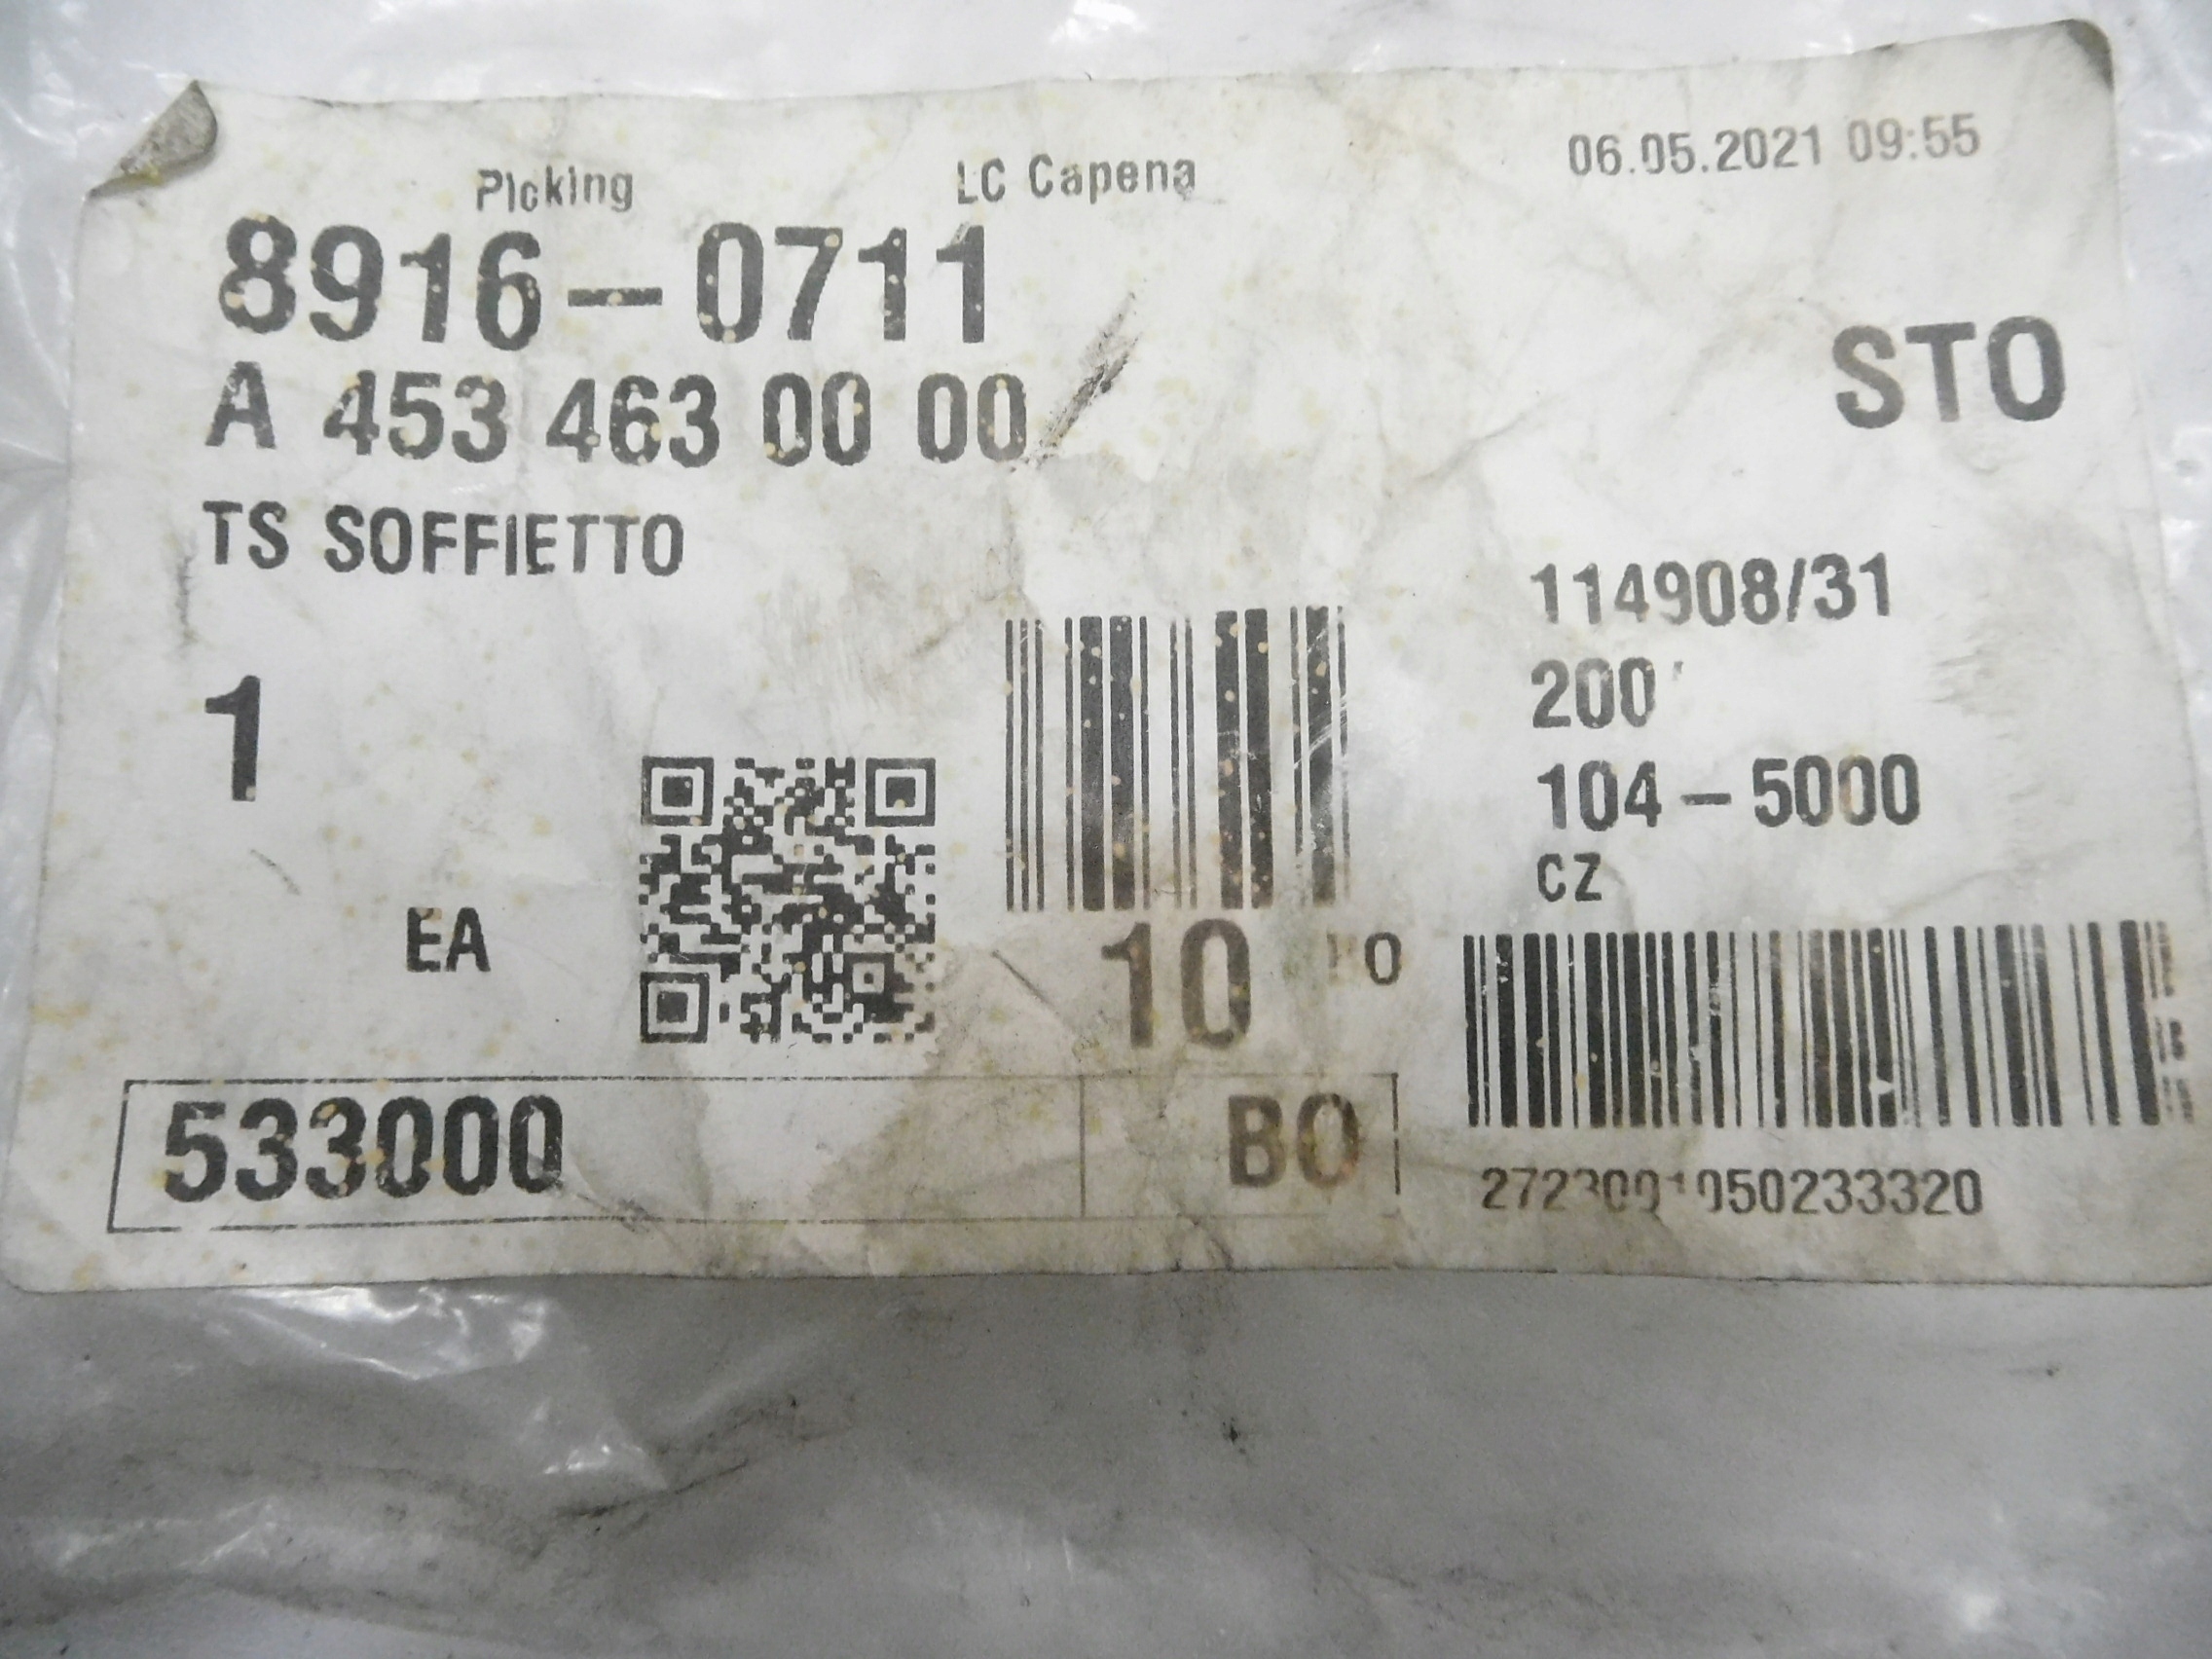 Picking LC Capena 06.05.2021 09:55
8916-0711
STO
A 453 463 00 00
TS SOFFIETTO
114908/31
1
200
104-5000
CZ
EA
10
533000
BO